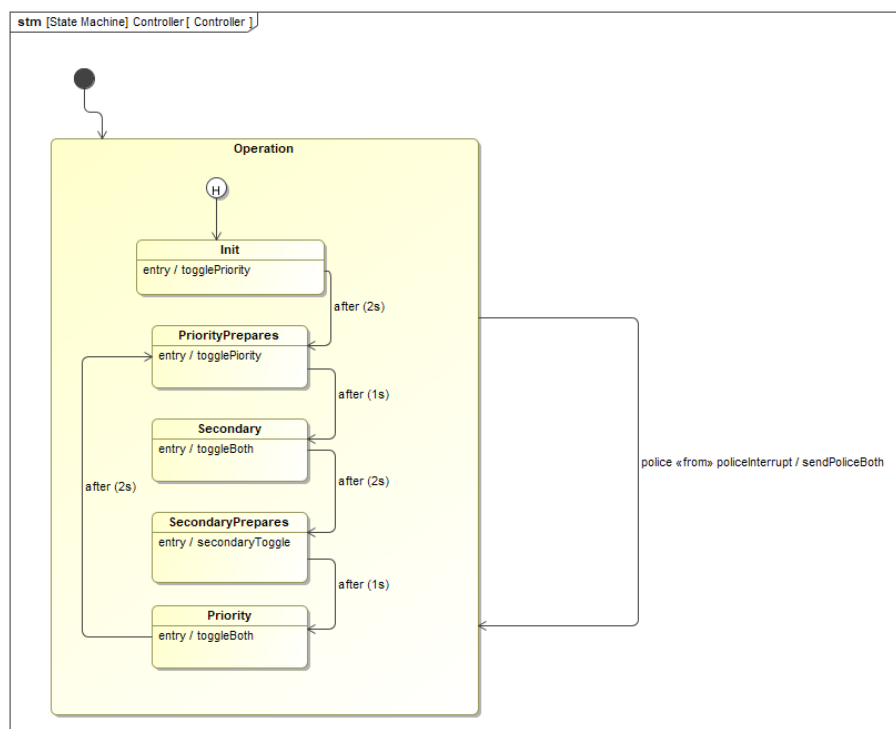 stm [State Machine] Controller [ Controller ]
Operation
H
Init
entry / togglePriority
after (2s)
PriorityPrepares
entry / togglePiority
after (1s)
Secondary
entry / toggleBoth
after (2s)
after (2s)
police «from» policeInterrupt / sendPoliceBoth
SecondaryPrepares
entry / secondaryToggle
after (1s)
Priority
entry / toggleBoth